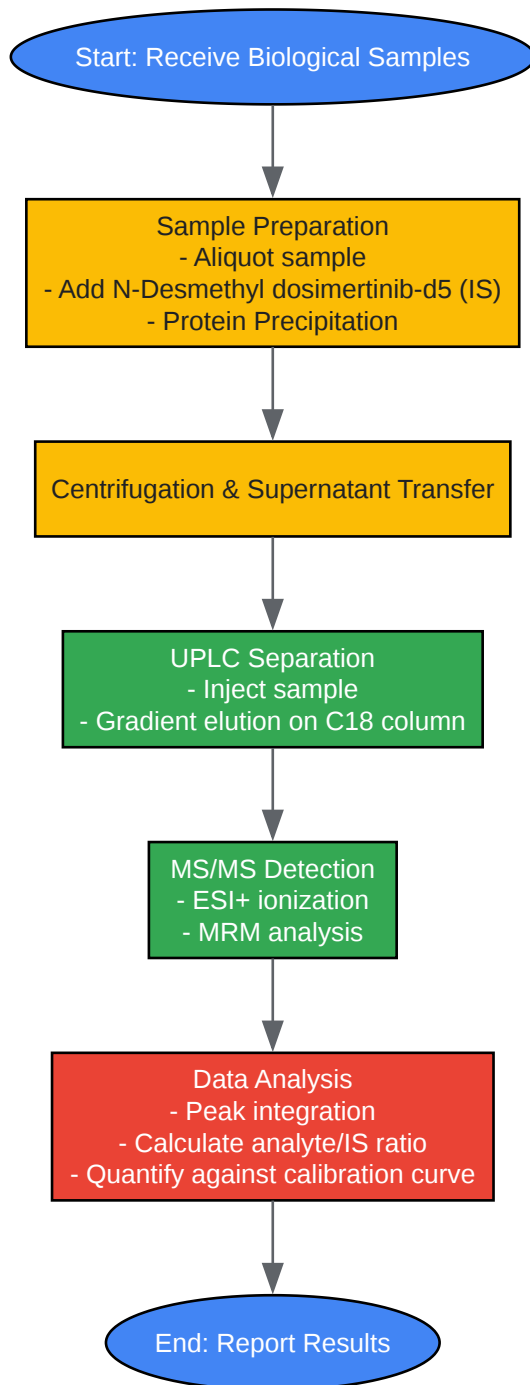 Start: Receive Biological Samples
Sample Preparation
- Aliquot sample
- Add N-Desmethyl dosimertinib-d5 (IS)
- Protein Precipitation
Centrifugation & Supernatant Transfer
UPLC Separation
- Inject sample
- Gradient elution on C18 column
MS/MS Detection
- ESI+ ionization
- MRM analysis
Data Analysis
- Peak integration
- Calculate analyte/IS ratio
- Quantify against calibration curve
End: Report Results